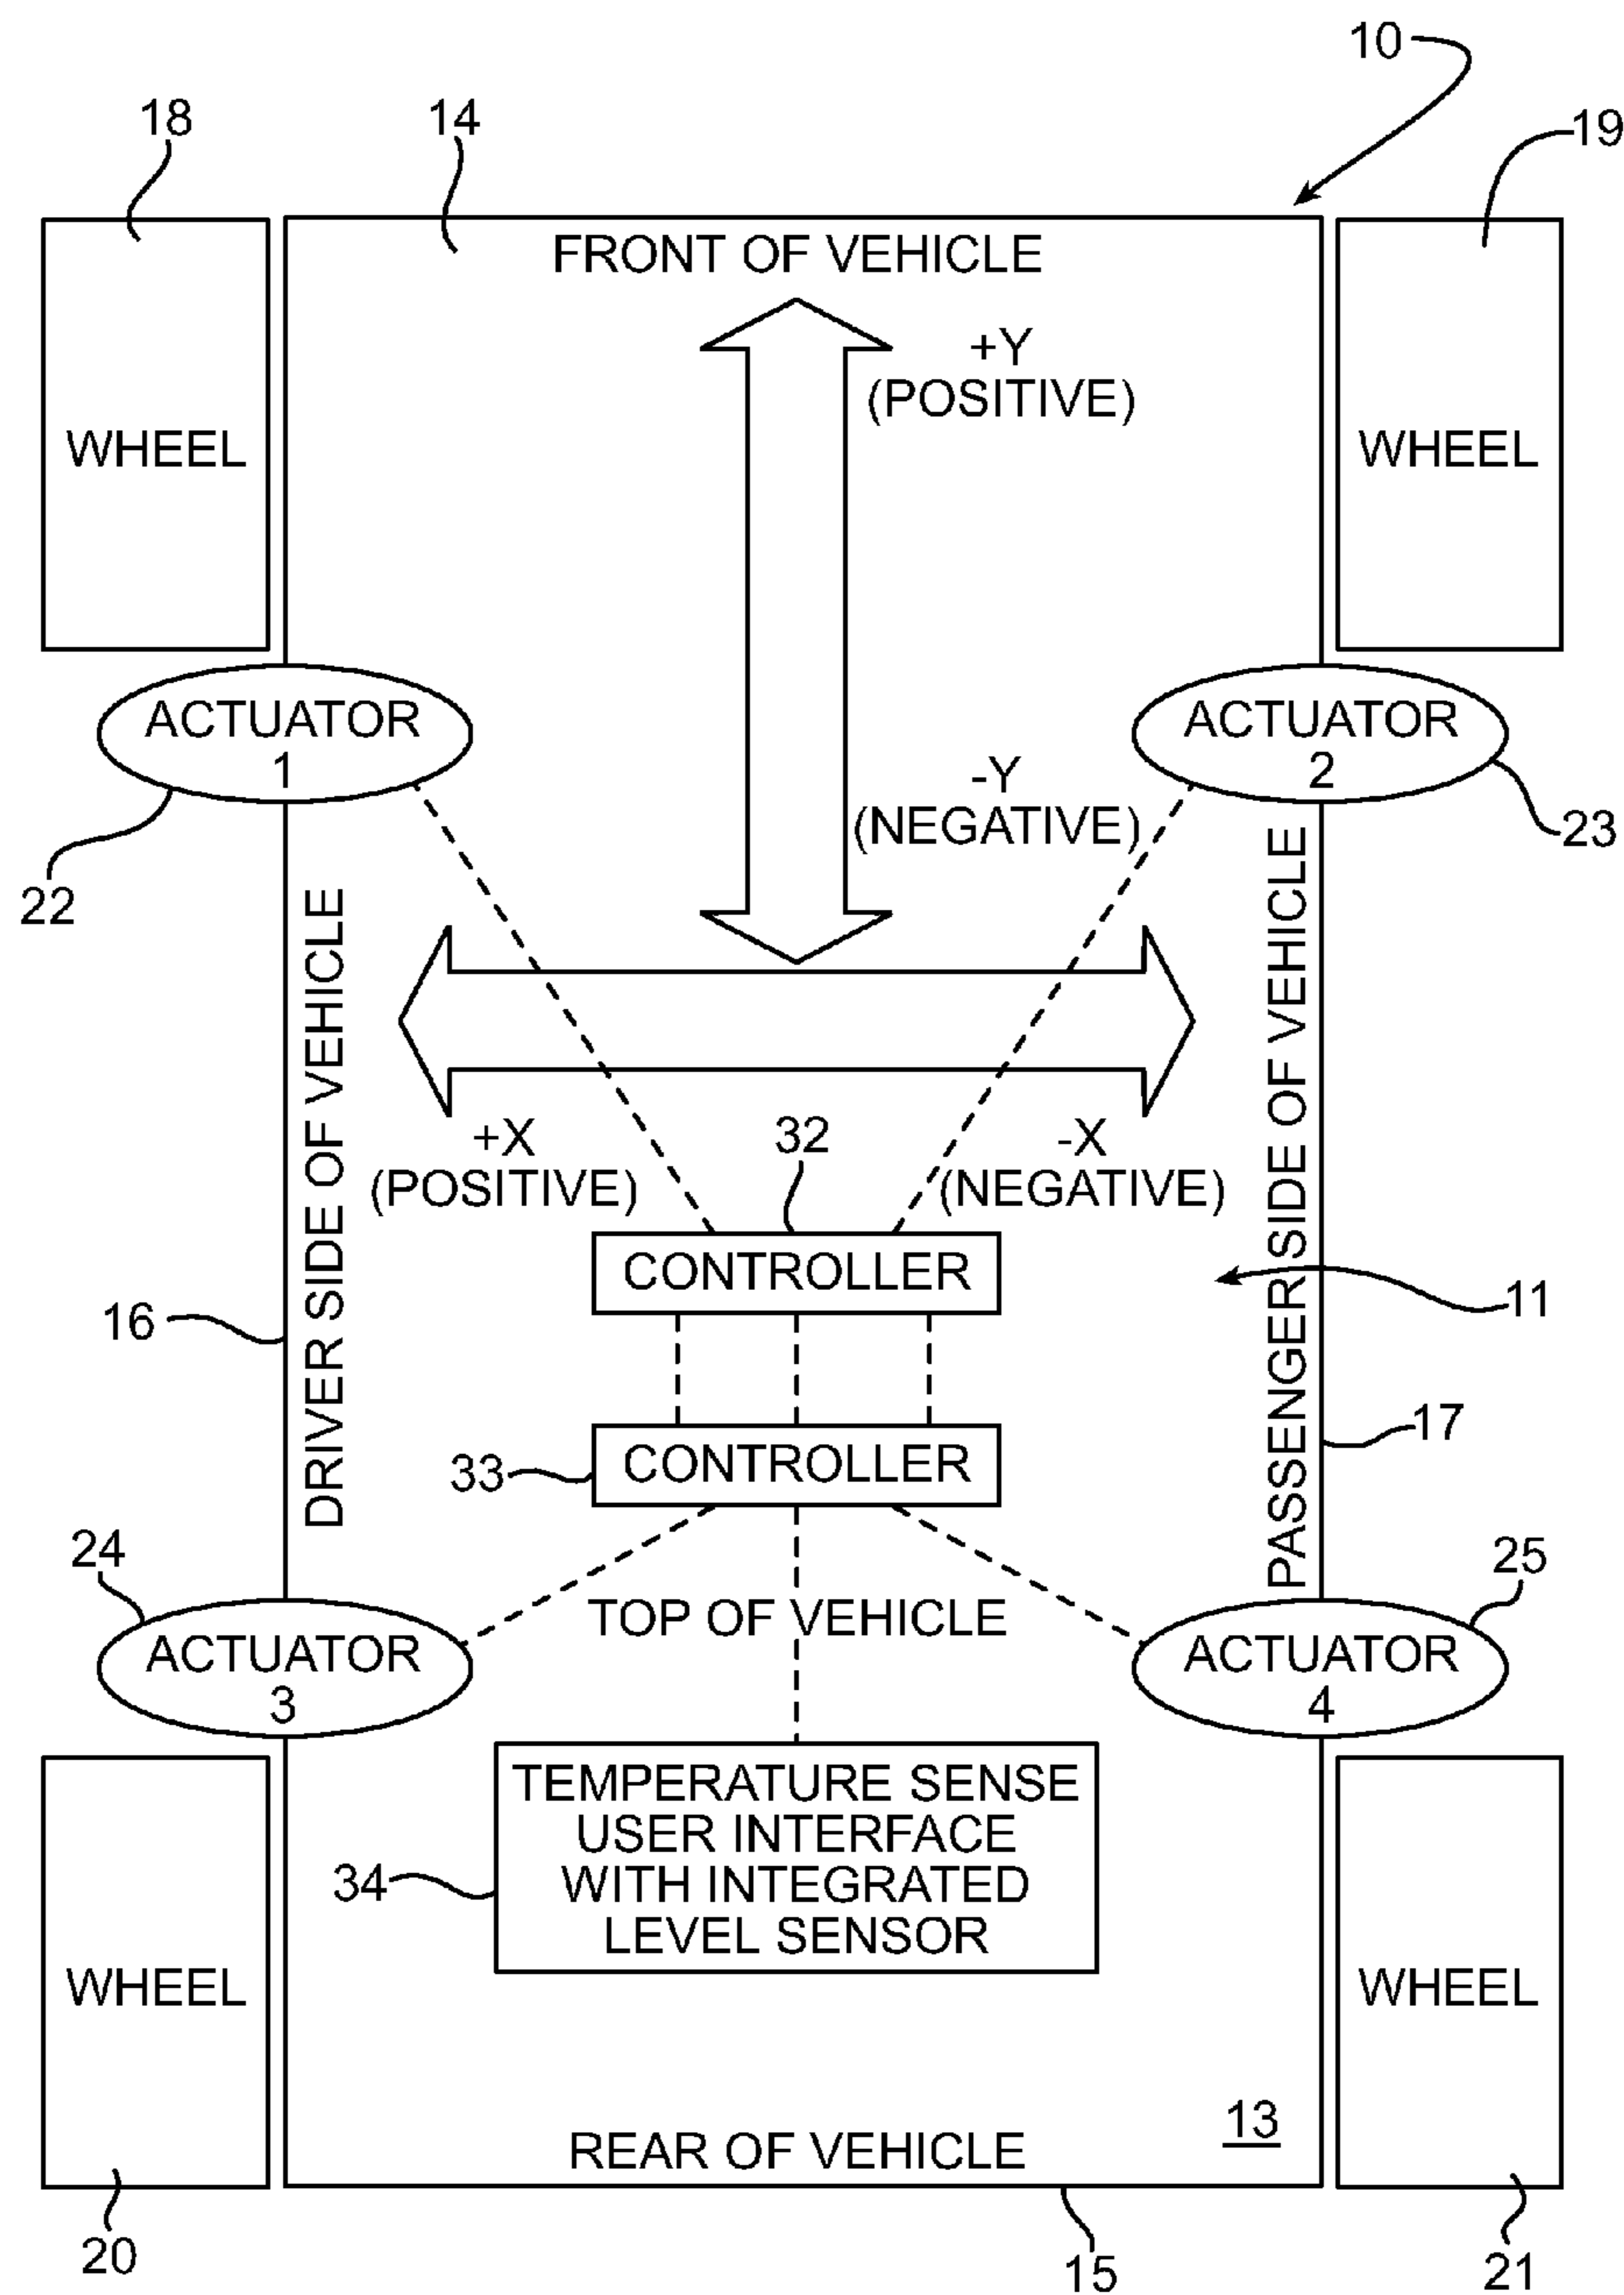 10
18
14
19
FRONT OF VEHICLE
+Y
(POSITIVE)
WHEEL
WHEEL
ACTUATOR
1
ACTUATOR
2
-Y
(NEGATIVE)
22
23
DRIVER SIDE OF VEHICLE
PASSENGER SIDE OF VEHICLE
+X
(POSITIVE)
32
-X
(NEGATIVE)
CONTROLLER
16
11
17
CONTROLLER
33
24
25
TOP OF VEHICLE
ACTUATOR
3
ACTUATOR
4
TEMPERATURE SENSE
USER INTERFACE
WITH INTEGRATED
LEVEL SENSOR
34
WHEEL
WHEEL
13
REAR OF VEHICLE
20
15
21